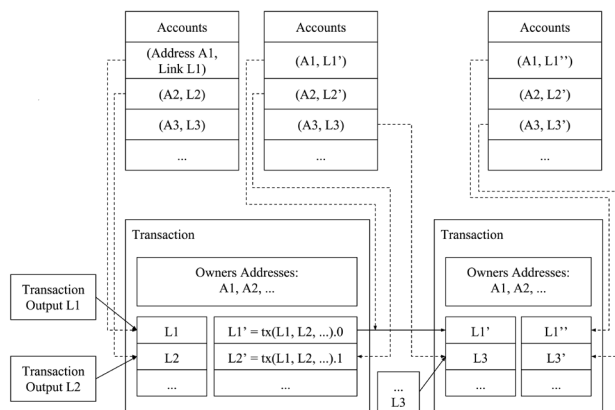 Accounts
(Address A1,
Link L1)
(A2, L2)
(A3, L3)
...
Accounts
(A1, L1’)
(A2, L2’)
(A3, L3)
...
Accounts
(A1, L1’’)
(A2, L2’)
(A3, L3’)
...
Transaction
Owners Addresses:
A1, A2, ...
Transaction
Output L1
Transaction
Output L2
L1
L1’ = tx(L1, L2, ...).0
L2
L2’ = tx(L1, L2, ...).1
...
...
...
L3
Transaction
Owners Addresses:
A1, A2, ...
L1'
L1’’
L3
L3’
...
...